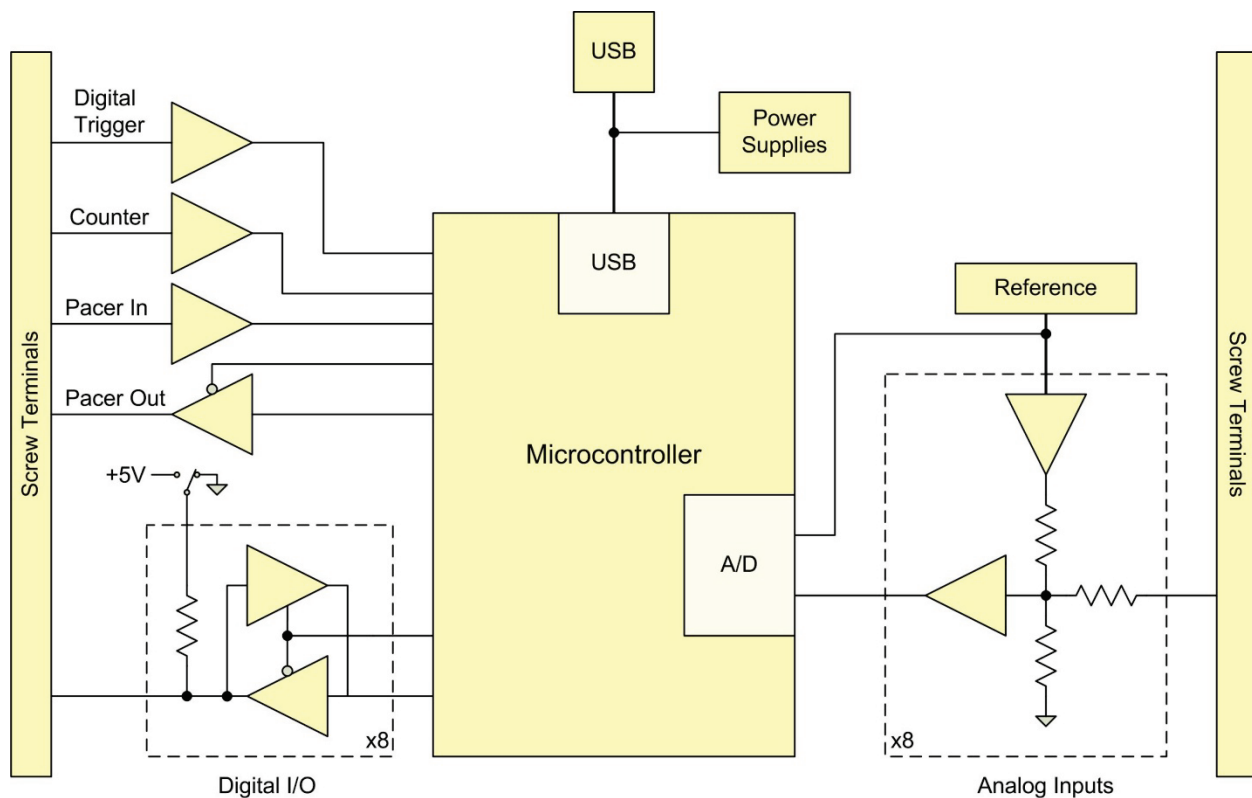 USB
Power
Supplies
Digital
Trigger
Counter
Pacer In
Pacer Out
Screw Terminals
+5V
x8
Digital I/O
USB
Microcontroller
A/D
Reference
x8
Analog Inputs
Screw Terminals